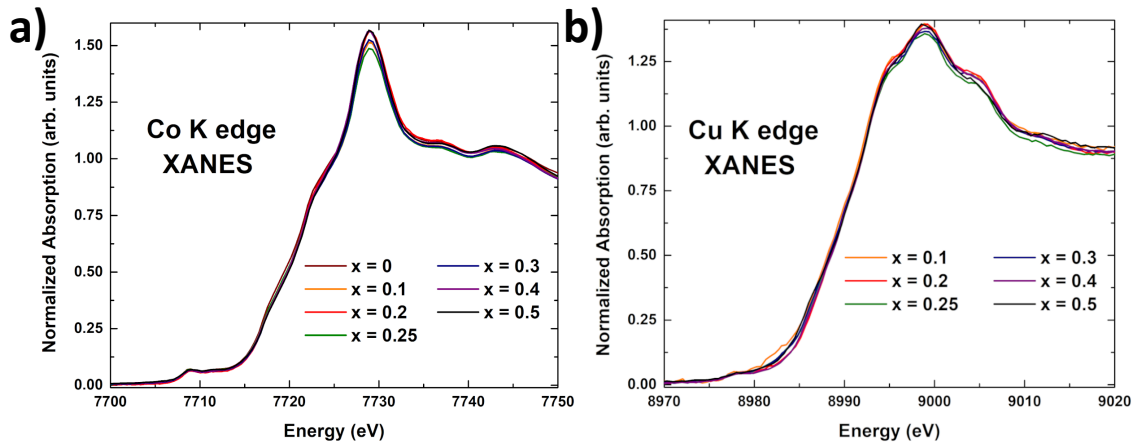 a)
Normalized Absorption (arb. units)
1.50
1.25
1.00
0.75
0.50
0.25
0.00
Co K edge
XANES
x = 0
x = 0.1
x = 0.2
x = 0.25
x = 0.3
x = 0.4
x = 0.5
7700
7710
7720
7730
7740
7750
Energy (eV)
b)
Normalized Absorption (arb. units)
1.25
1.00
0.75
0.50
0.25
0.00
Cu K edge
XANES
x = 0.1
x = 0.2
x = 0.25
x = 0.3
x = 0.4
x = 0.5
8970
8980
8990
9000
9010
9020
Energy (eV)